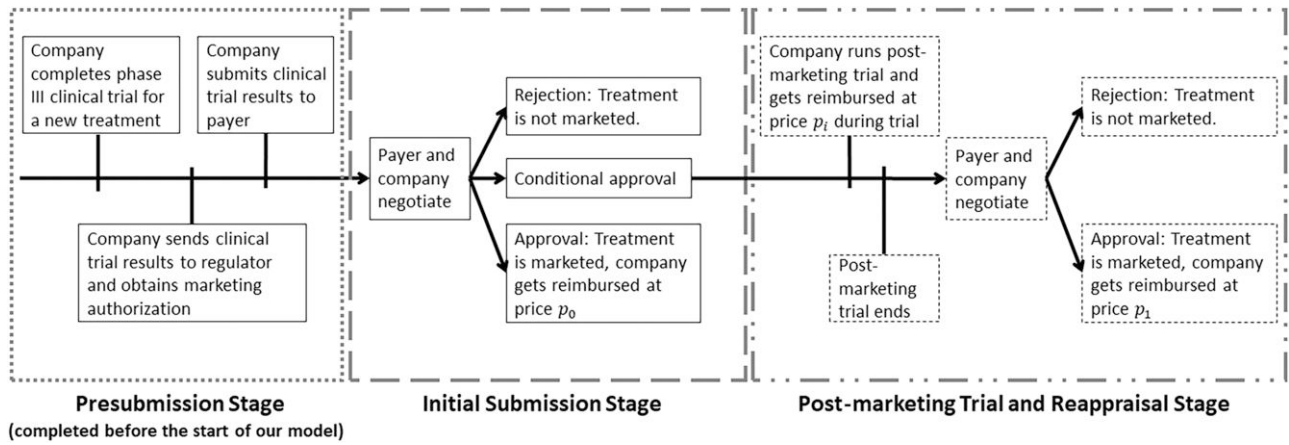 Company
completes phase
III clinical trial for
a new treatment
Company
submits clinical
trial results to
payer
Company sends clinical
trial results to regulator
and obtains marketing
authorization
Payer and
company
negotiate
Rejection: Treatment
is not marketed.
Conditional approval
Approval: Treatment
is marketed, company
gets reimbursed at
price p₀
Company runs post-
marketing trial and
gets reimbursed at
price pᵢ during trial
Post-
marketing
trial ends
Payer and
company
negotiate
Rejection: Treatment
is not marketed.
Approval: Treatment
is marketed, company
gets reimbursed at
price p₁
Presubmission Stage
(completed before the start of our model)
Initial Submission Stage
Post-marketing Trial and Reappraisal Stage